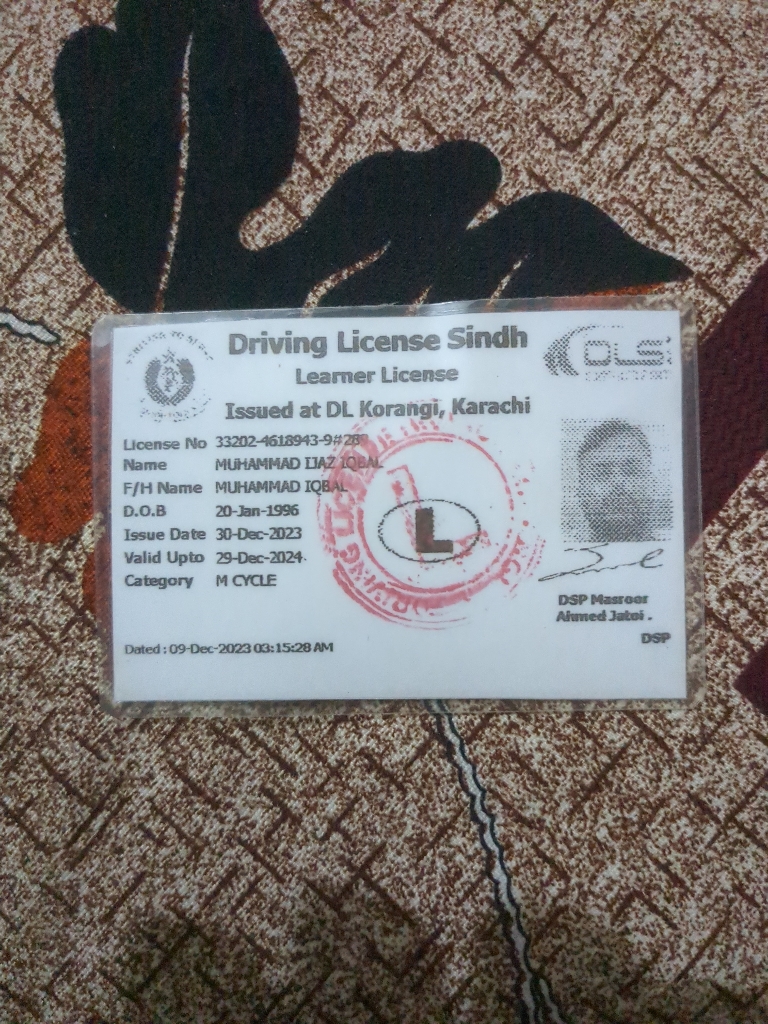 Driving License Sindh
DLS
Learner License
Issued at DL Korangi, Karachi
License No 33202-4618943-9#28
Name MUHAMMAD IJAZ IQBAL
F/H Name MUHAMMAD IQBAL
D.O.B 20-Jan-1996
Issue Date 30-Dec-2023
Valid Upto 29-Dec-2024
Category M CYCLE
L
DRIVING
DSP Masroor
Ahmed Jatoi .
DSP
Dated : 09-Dec-2023 03:15:28 AM